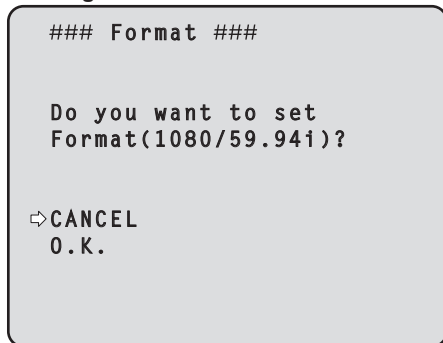 ### Format ###
Do you want to set
Format(1080/59.94i)?
⇨CANCEL
O.K.